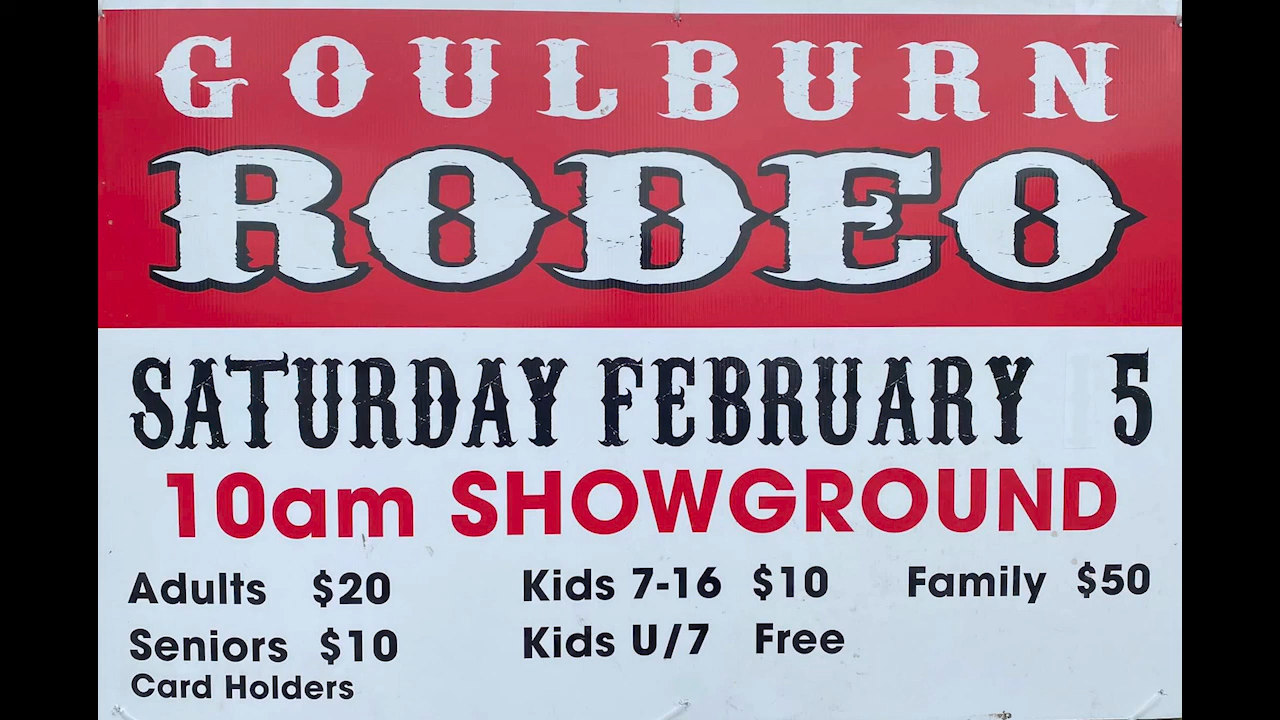 GOULBURN
RODEO
SATURDAY FEBRUARY 5
10am SHOWGROUND
Adults $20 Kids 7-16 $10 Family $50
Seniors $10 Kids U/7 Free
Card Holders